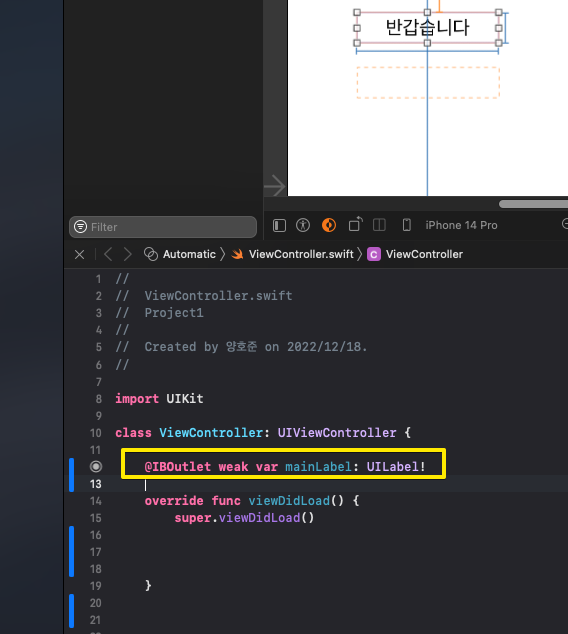 반갑습니다
Filter
iPhone 14 Pro
Automatic 〉 ViewController.swift 〉 C ViewController
1 //
2 //  ViewController.swift
3 //  Project1
4 //
5 //  Created by 양호준 on 2022/12/18.
6 //
7
8 import UIKit
9
10 class ViewController: UIViewController {
11
@IBOutlet weak var mainLabel: UILabel!
13
14 override func viewDidLoad() {
15 super.viewDidLoad()
16
17
18
19 }
20
21